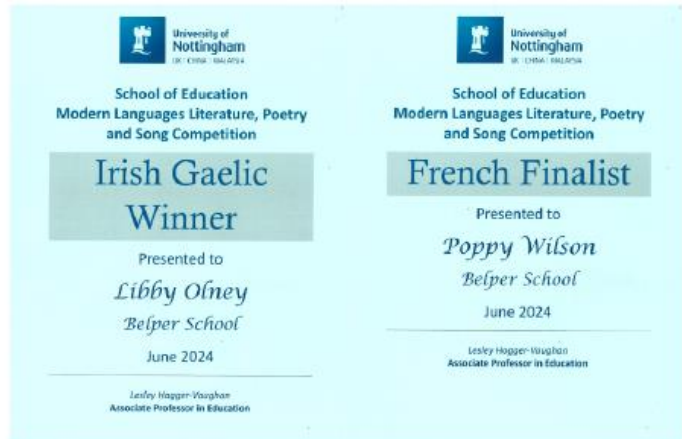 University of
Nottingham
UK | CHINA | MALAYSIA
School of Education
Modern Languages Literature, Poetry
and Song Competition
Irish Gaelic
Winner
Presented to
Libby Olney
Belper School
June 2024
Lesley Hagger-Vaughan
Associate Professor in Education
University of
Nottingham
UK | CHINA | MALAYSIA
School of Education
Modern Languages Literature, Poetry
and Song Competition
French Finalist
Presented to
Poppy Wilson
Belper School
June 2024
Lesley Hagger-Vaughan
Associate Professor in Education